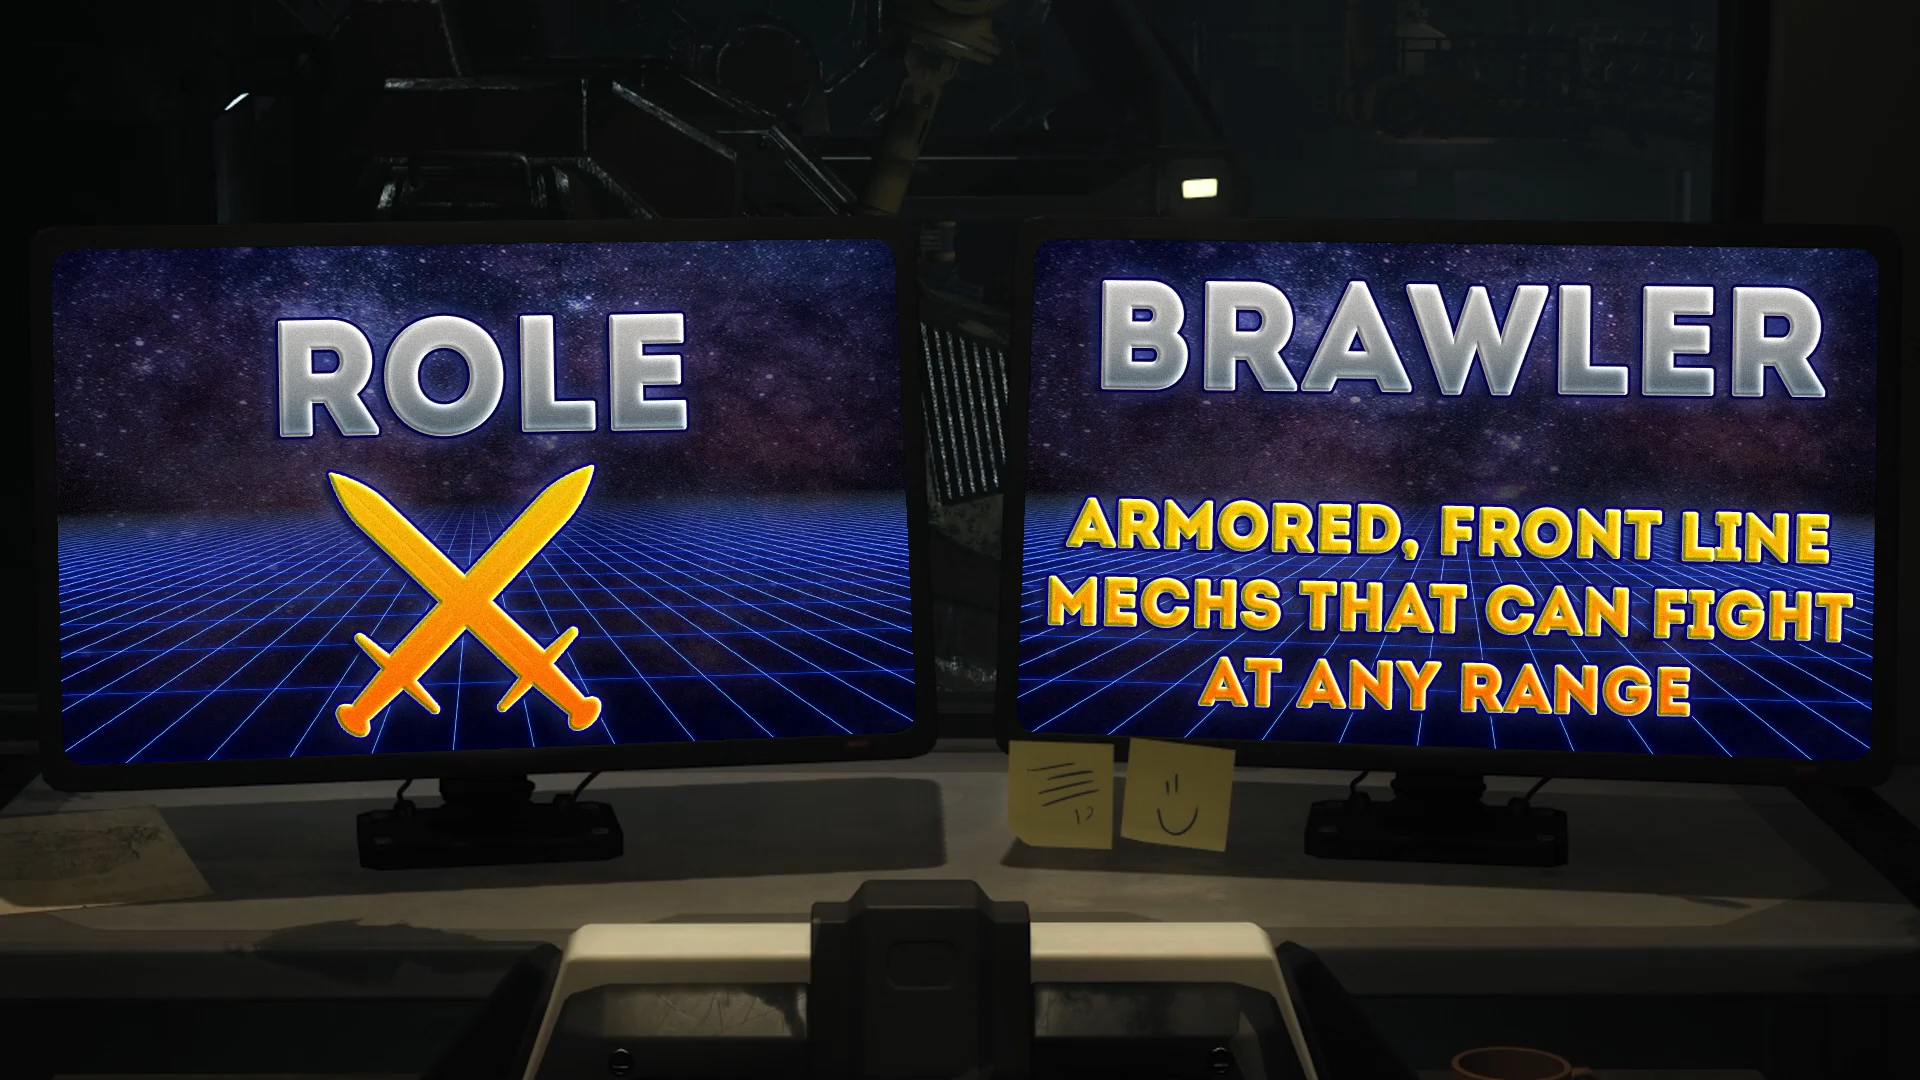 ROLE
BRAWLER
ARMORED, FRONT LINE
MECHS THAT CAN FIGHT
AT ANY RANGE